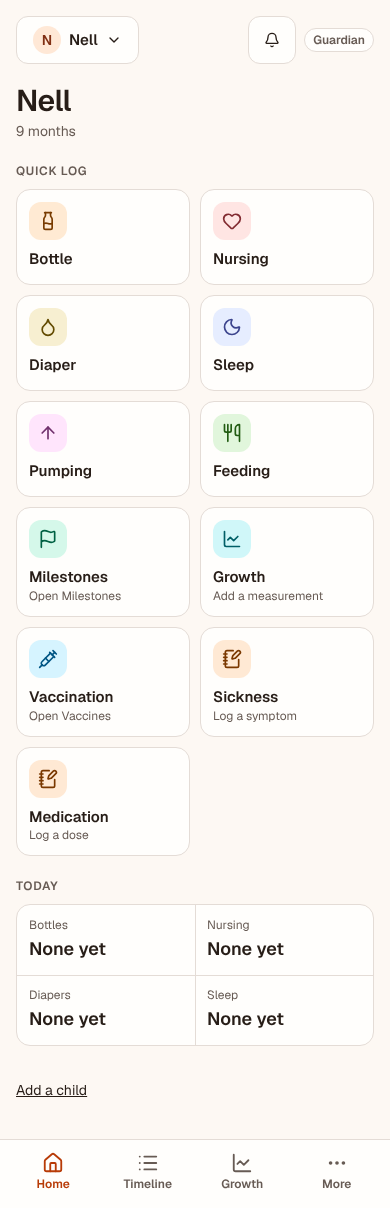 N Nell
Guardian
Nell
9 months
QUICK LOG
Bottle
Nursing
Diaper
Sleep
Pumping
Feeding
Milestones
Open Milestones
Growth
Add a measurement
Vaccination
Open Vaccines
Sickness
Log a symptom
Medication
Log a dose
TODAY
Bottles
None yet
Nursing
None yet
Diapers
None yet
Sleep
None yet
Add a child
Home
Timeline
Growth
More